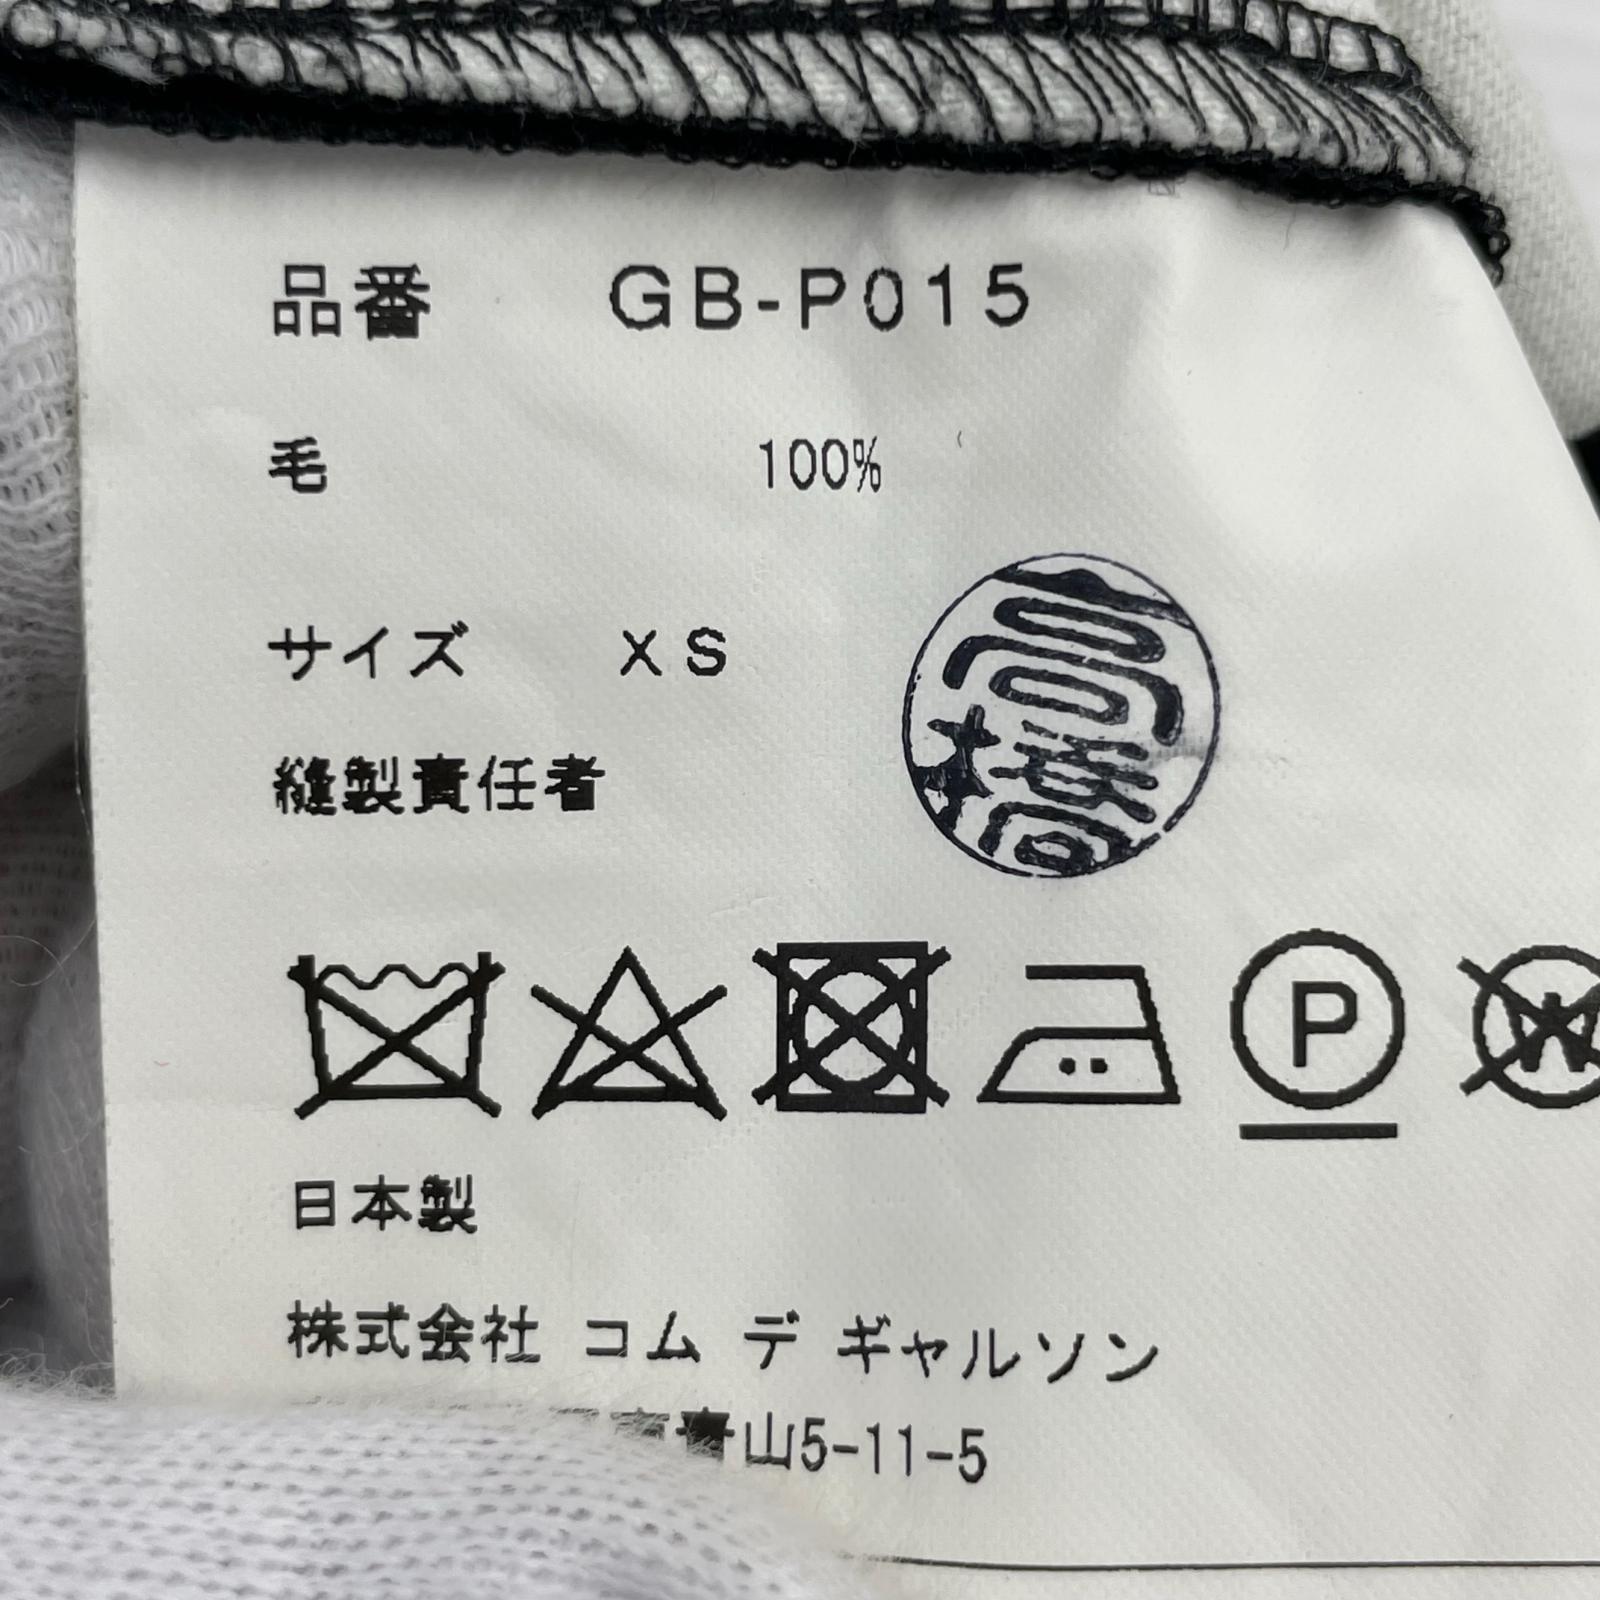 品番 GB-P015
毛 100%
サイズ XS
縫製責任者 高橋
P W
日本製
株式会社 コム デ ギャルソン
青山5-11-5